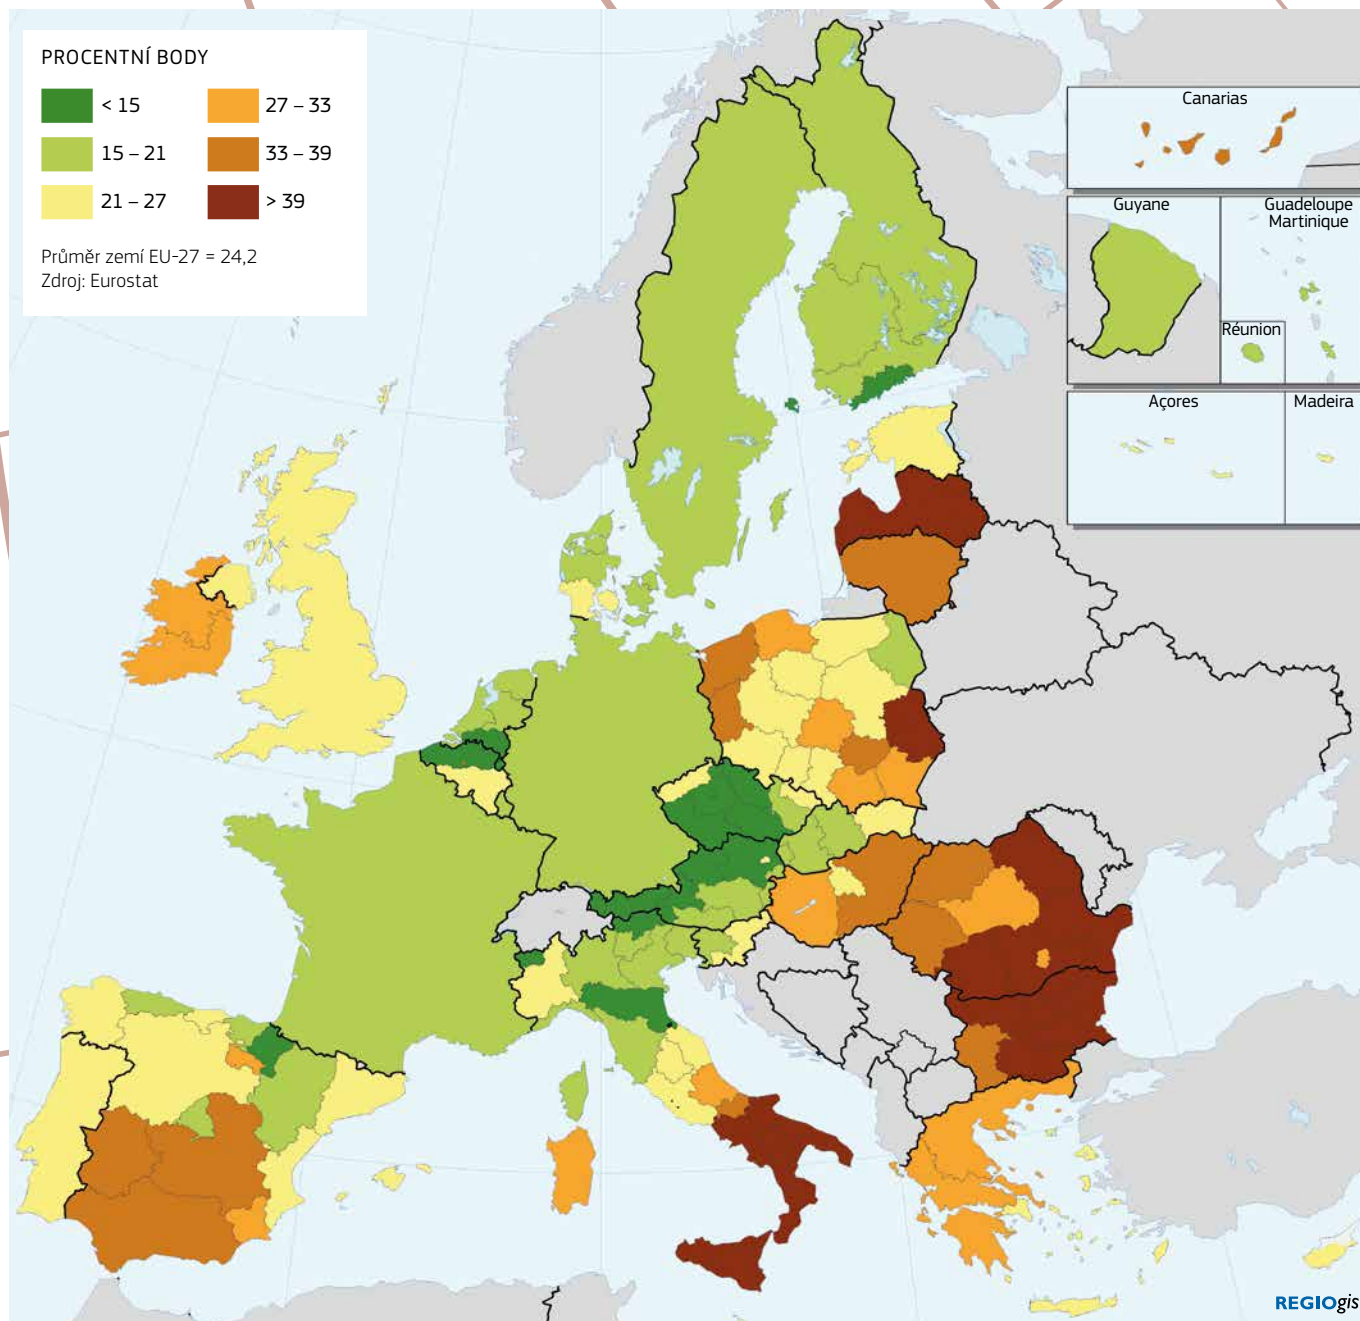 PROCENTNÍ BODY
< 15
27 – 33
15 – 21
33 – 39
21 – 27
> 39
Průměr zemí EU-27 = 24,2
Zdroj: Eurostat
Canarias
Guyane
Guadeloupe
Martinique
Réunion
Açores
Madeira
REGIOgis